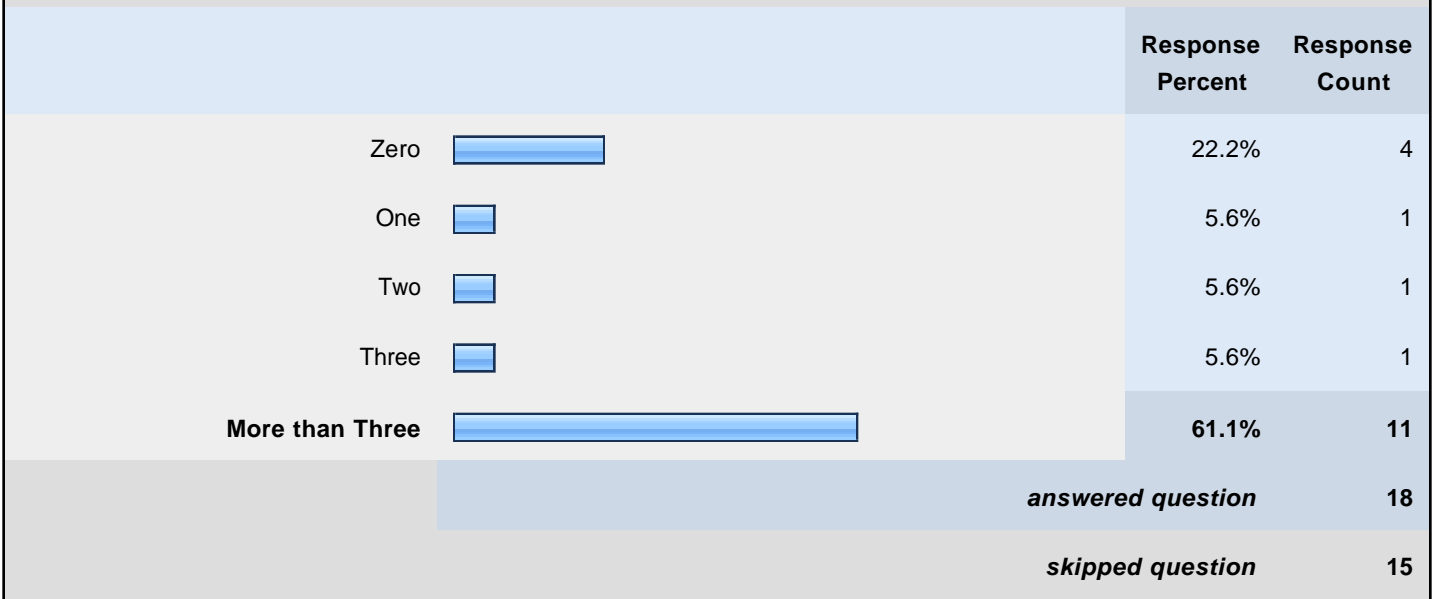 Response Percent Response Count
Zero 22.2% 4
One 5.6% 1
Two 5.6% 1
Three 5.6% 1
More than Three 61.1% 11
answered question 18
skipped question 15